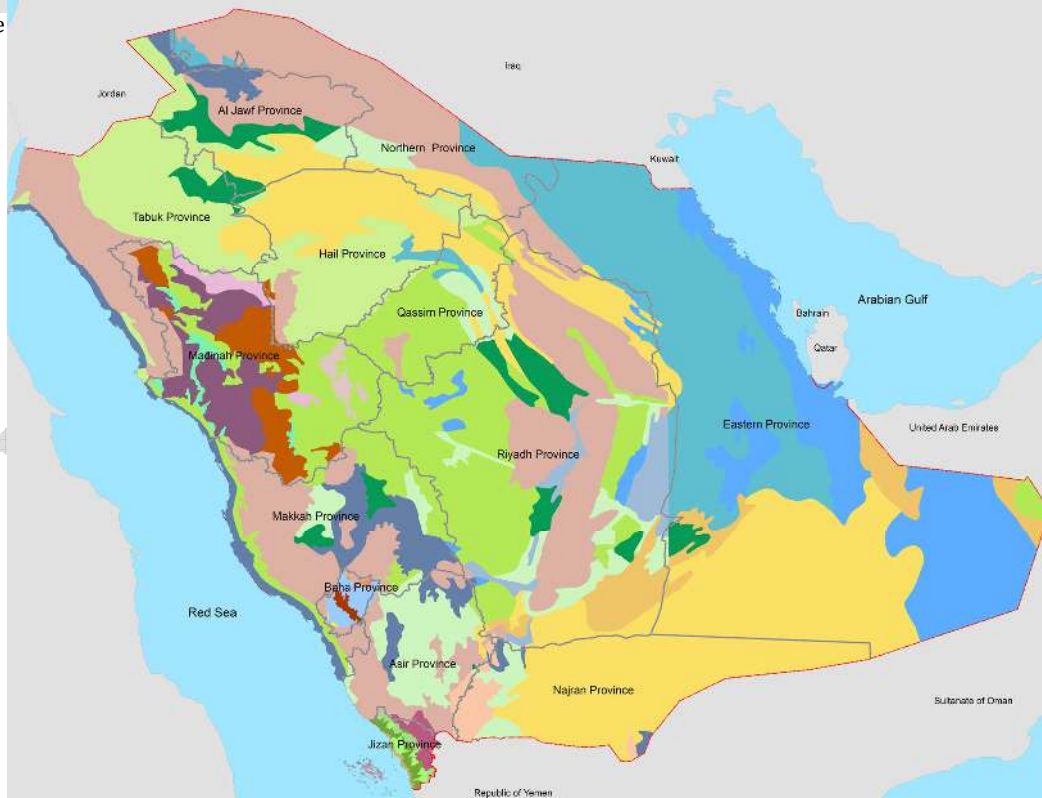 e
Iraq
Jordan
Al Jawf Province
Northern Province
Kuwait
Tabuk Province
Hail Province
Arabian Gulf
Qassim Province
Bahrain
Qatar
Madinah Province
Eastern Province
United Arab Emirates
Riyadh Province
Makkah Province
Baha Province
Red Sea
Asir Province
Najran Province
Sultanate of Oman
Jizan Province
Republic of Yemen